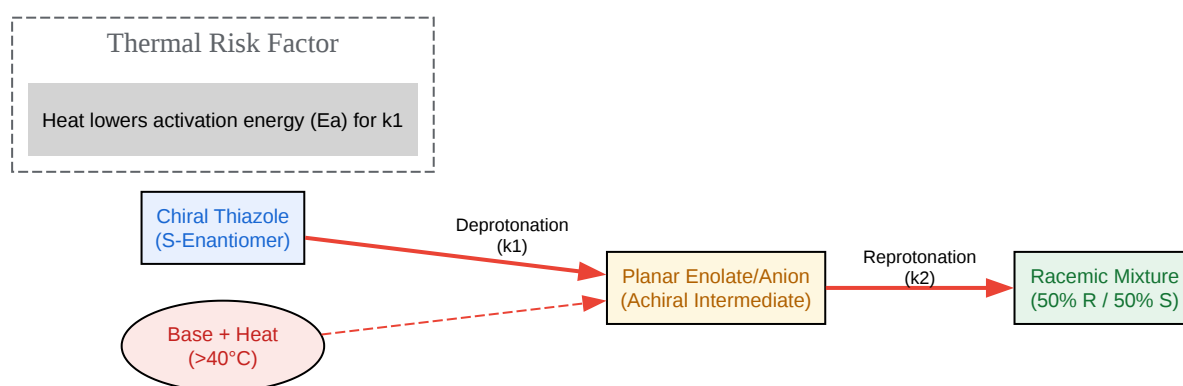 Thermal Risk Factor
Heat lowers activation energy (Ea) for k1
Chiral Thiazole
(S-Enantiomer)
Deprotonation
(k1)
Base + Heat
(>40°C)
Planar Enolate/Anion
(Achiral Intermediate)
Reprotonation
(k2)
Racemic Mixture
(50% R / 50% S)